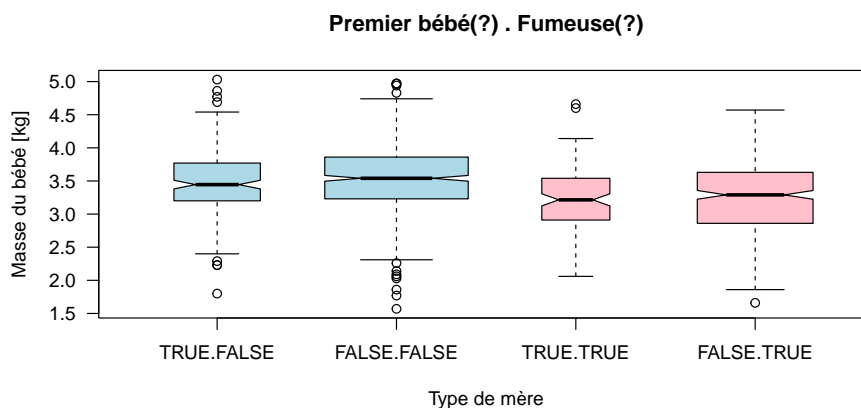 Premier bébé(?) . Fumeuse(?)
Masse du bébé [kg]
5.0
4.5
4.0
3.5
3.0
2.5
2.0
1.5
TRUE.FALSE FALSE.FALSE TRUE.TRUE FALSE.TRUE
Type de mère